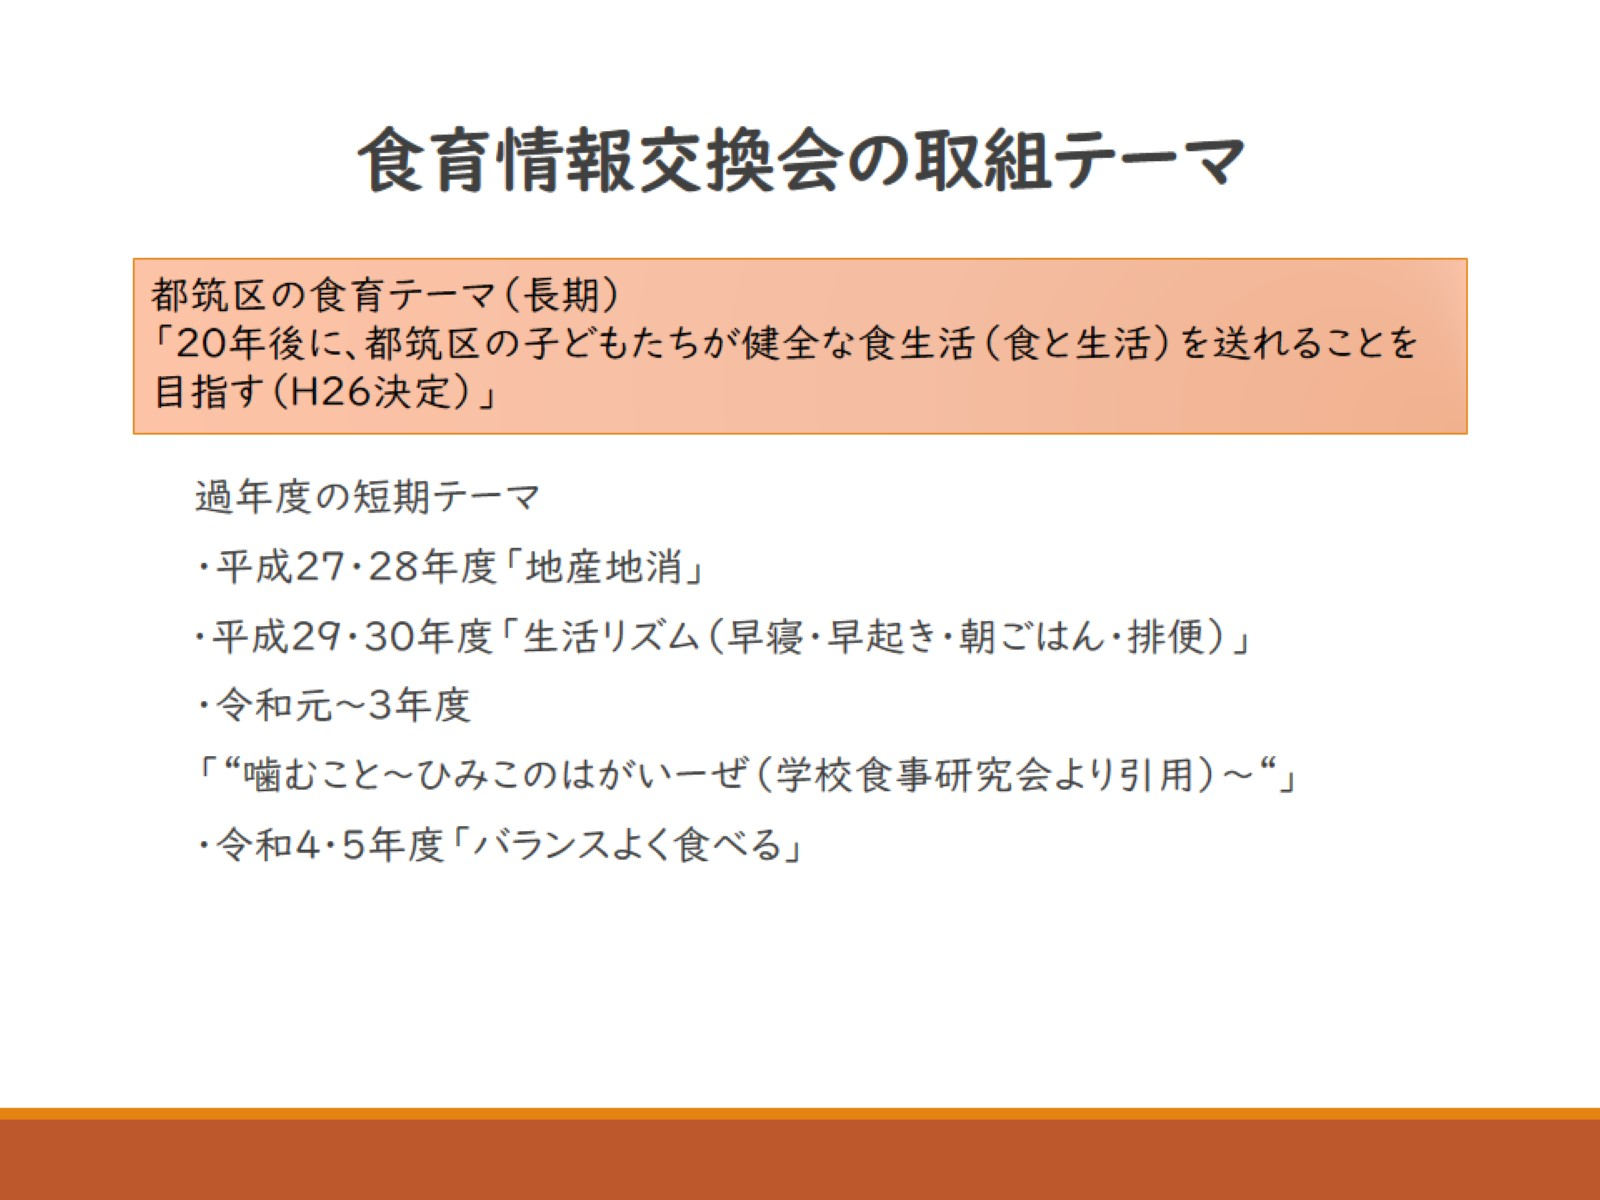 食育情報交換会の取組テーマ
都筑区の食育テーマ（長期）
「20年後に、都筑区の子どもたちが健全な食生活（食と生活）を送れることを
目指す（H26決定）」
過年度の短期テーマ
・平成27・28年度「地産地消」
・平成29・30年度「生活リズム（早寝・早起き・朝ごはん・排便）」
・令和元～3年度
「“噛むこと～ひみこのはがいーぜ（学校食事研究会より引用）～“」
・令和4・5年度「バランスよく食べる」